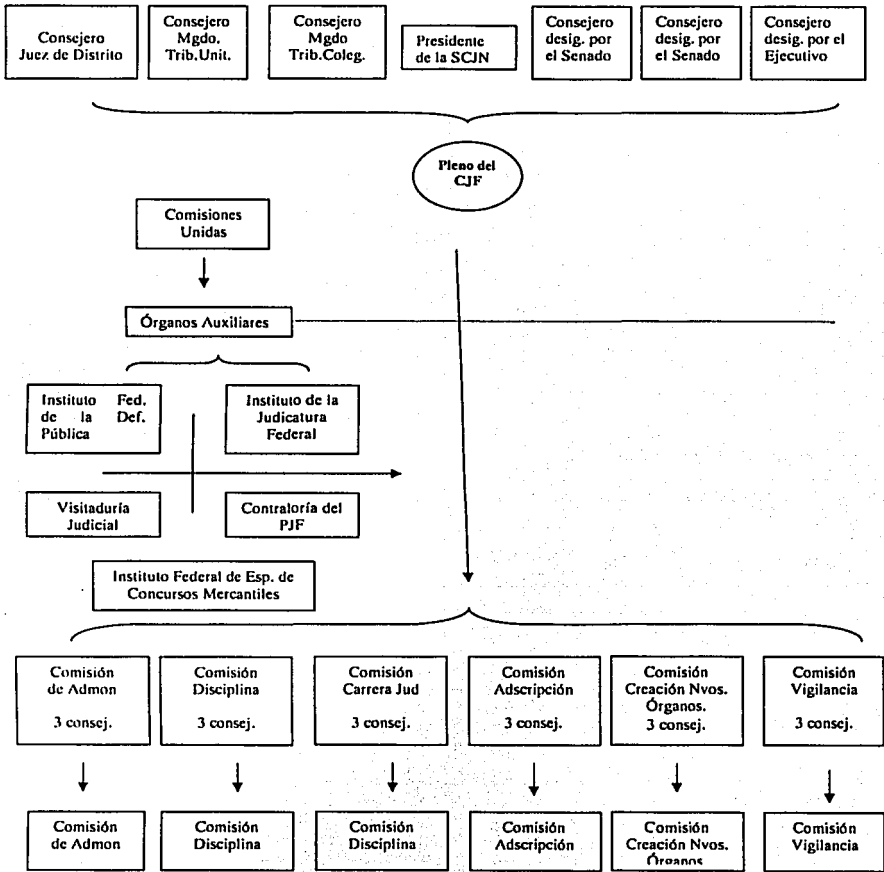 Consejero
Juez de Distrito
Consejero
Mgdo.
Trib.Unit.
Consejero
Mgdo
Trib.Coleg.
Presidente
de la SCJN
Consejero
desig. por
el Senado
Consejero
desig. por
el Senado
Consejero
desig. por el
Ejecutivo
Pleno del
CJF
Comisiones
Unidas
Órganos Auxiliares
Instituto Fed.
de la Def.
Pública
Instituto de la
Judicatura
Federal
Visitaduría
Judicial
Contraloría del
PJF
Instituto Federal de Esp. de
Concursos Mercantiles
Comisión
de Admon
3 consej.
Comisión
Disciplina
3 consej.
Comisión
Carrera Jud
3 consej.
Comisión
Adscripción
3 consej.
Comisión
Creación Nvos.
Órganos.
3 consej.
Comisión
Vigilancia
3 consej.
Comisión
de Admon
Comisión
Disciplina
Comisión
Disciplina
Comisión
Adscripción
Comisión
Creación Nvos.
Órganos
Comisión
Vigilancia